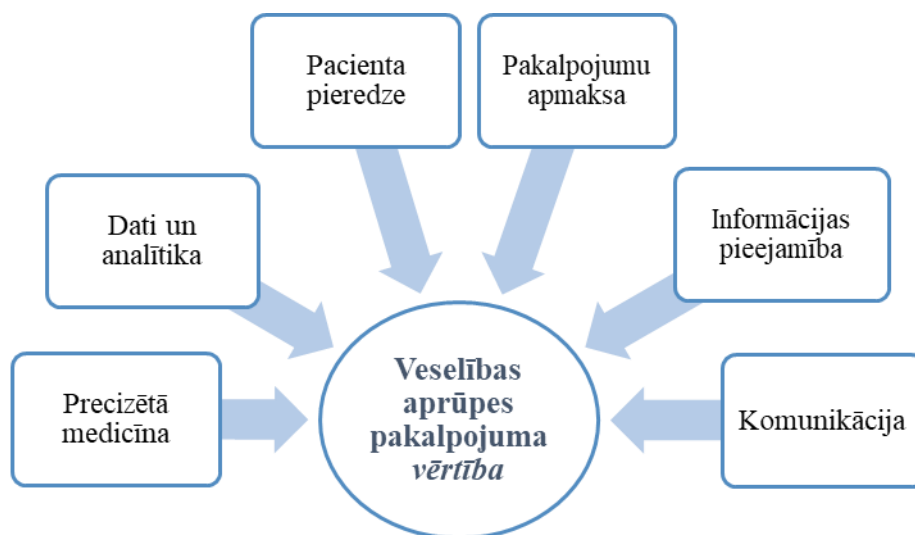 Pacienta
pieredze
Pakalpojumu
apmaksa
Dati un
analītika
Informācijas
pieejamība
Precizētā
medicīna
Veselības
aprūpes
pakalpojuma
vērtība
Komunikācija